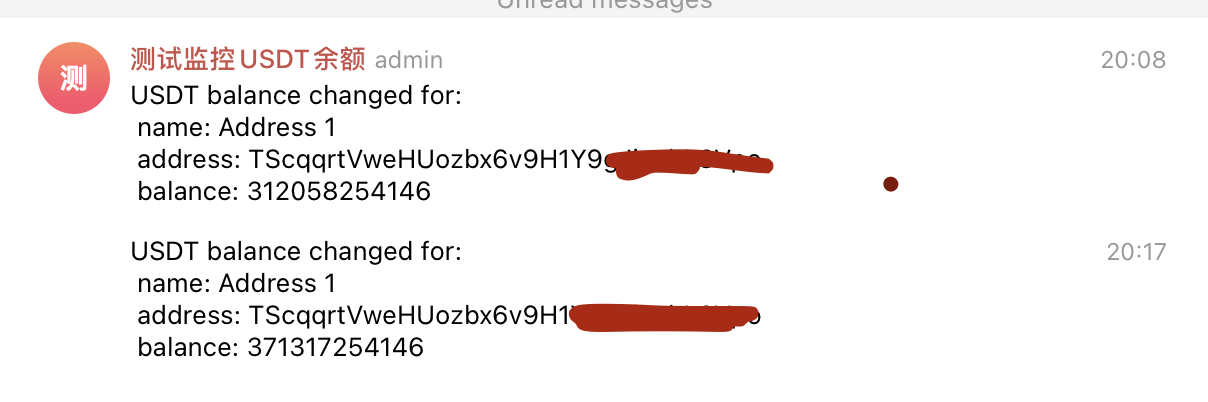 Unread messages
测
测试监控USDT余额 admin 20:08
USDT balance changed for:
name: Address 1
address: TScqqrtVweHUozbx6v9H1Y9
balance: 312058254146
USDT balance changed for: 20:17
name: Address 1
address: TScqqrtVweHUozbx6v9H1
balance: 371317254146